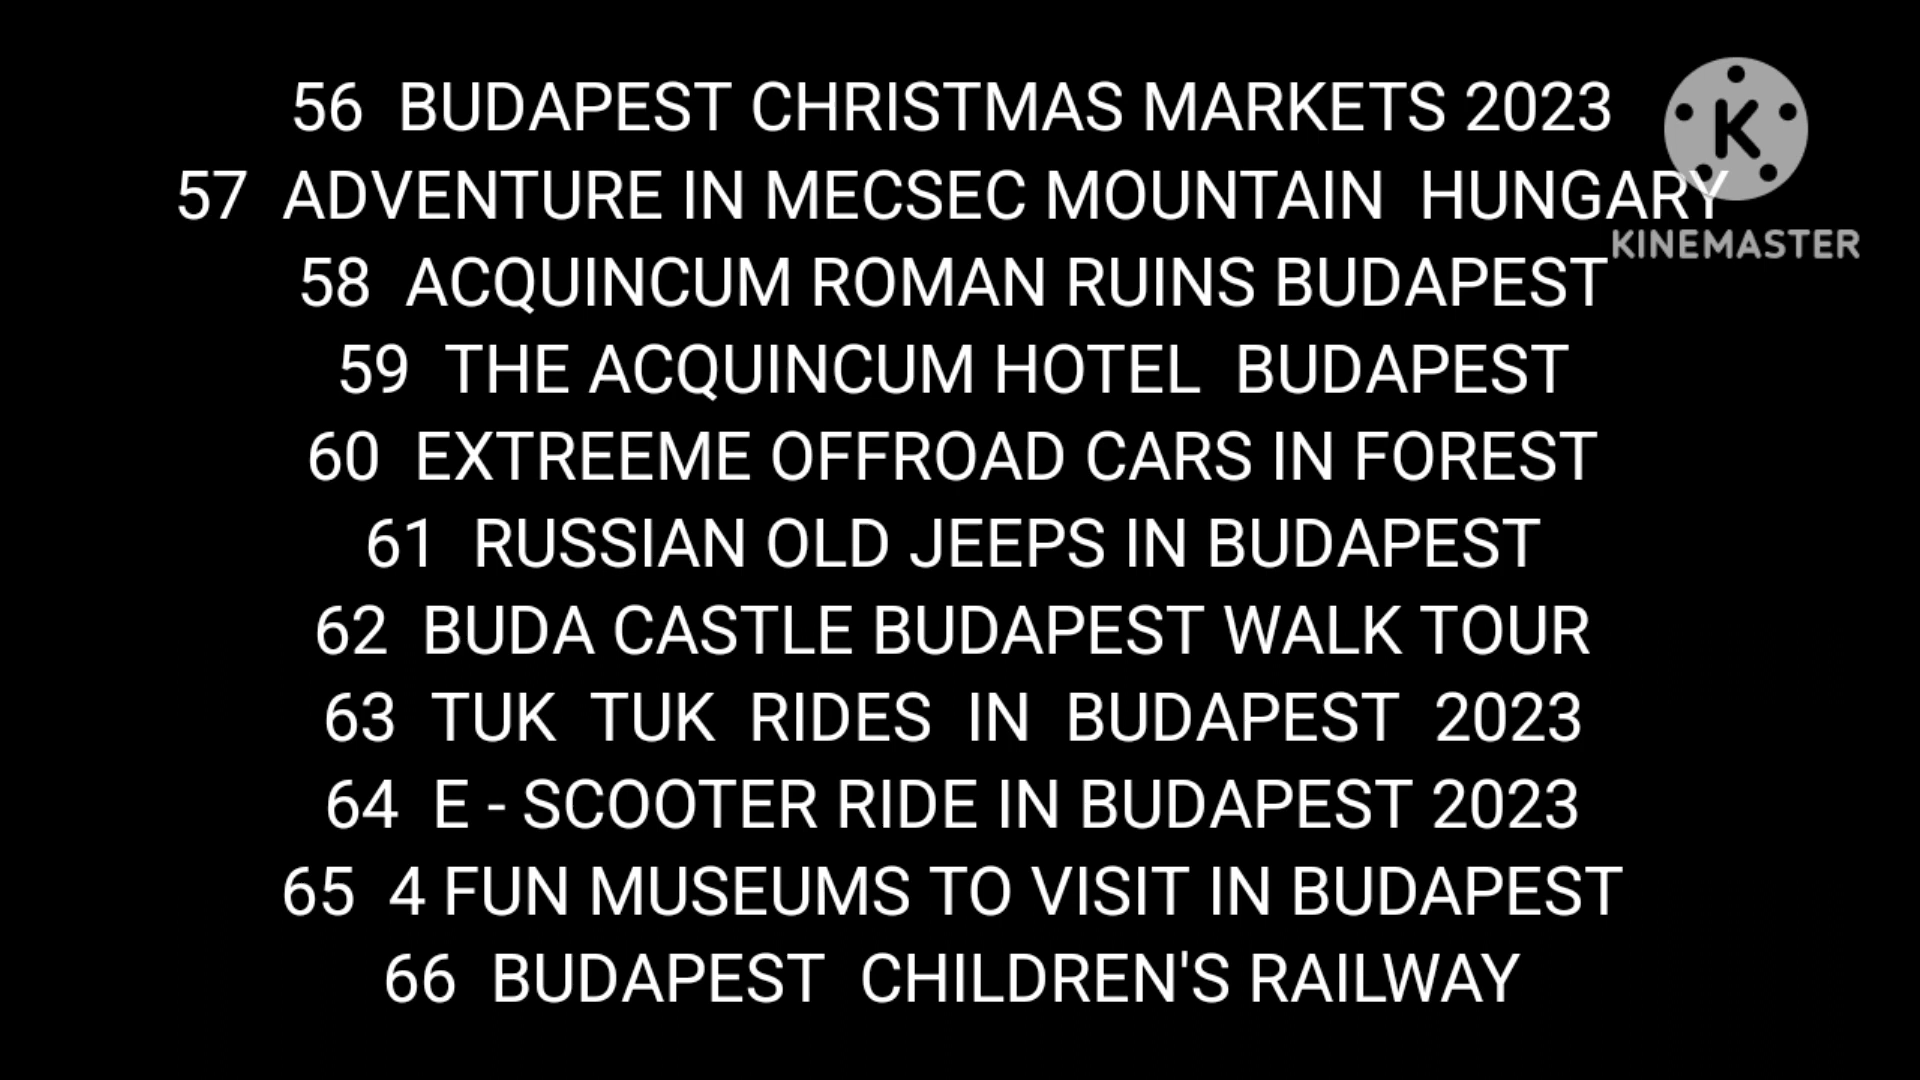 56  BUDAPEST CHRISTMAS MARKETS 2023
57  ADVENTURE IN MECSEC MOUNTAIN  HUNGARY
58  ACQUINCUM ROMAN RUINS BUDAPEST
59  THE ACQUINCUM HOTEL  BUDAPEST
60  EXTREEME OFFROAD CARS IN FOREST
61  RUSSIAN OLD JEEPS IN BUDAPEST
62  BUDA CASTLE BUDAPEST WALK TOUR
63  TUK  TUK  RIDES  IN  BUDAPEST  2023
64  E - SCOOTER RIDE IN BUDAPEST 2023
65  4 FUN MUSEUMS TO VISIT IN BUDAPEST
66  BUDAPEST  CHILDREN'S RAILWAY
K
KINEMASTER